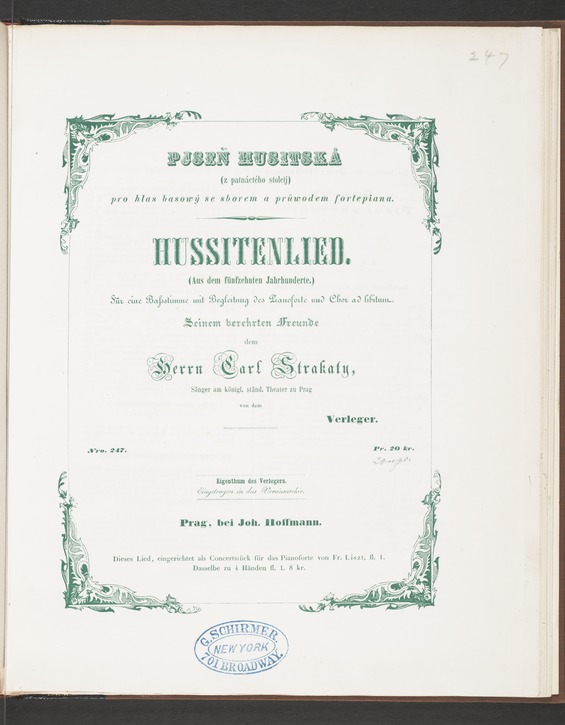 247
PJSEŇ HUSITSKÁ
(z patnáctého stoletj)
pro hlas basowý se sborem a průwodem fortepiana.
HUSSITENLIED.
(Aus dem fünfzehnten Jahrhunderte.)
Für eine Baßstimme mit Begleitung des Pianoforte und Chor ad libitum.
Seinem verehrten Freunde
dem
Herrn Carl Strakaty,
Sänger am königl. ständ. Theater zu Prag
von dem
Verleger.
Nro. 247.
Pr. 20 kr.
Eigenthum des Verlegers.
Eingetragen in das Vereinsarchiv.
Prag, bei Joh. Hoffmann.
Dieses Lied, eingerichtet als Concertstück für das Pianoforte von Fr. Liszt, fl. 1.
Dasselbe zu 4 Händen fl. 1. 8 kr.
G. SCHIRMER.
NEW YORK
701 BROADWAY.